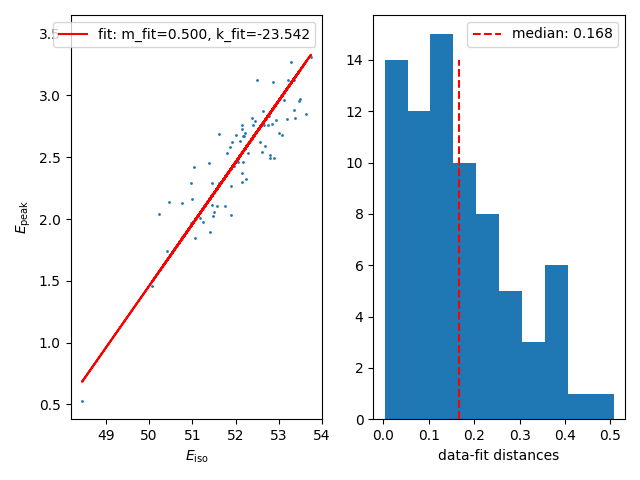 fit: m_fit=0.500, k_fit=-23.542
3.5
3.0
2.5
2.0
1.5
1.0
0.5
E_peak
49 50 51 52 53 54
E_iso
median: 0.168
14
12
10
8
6
4
2
0
0.0 0.1 0.2 0.3 0.4 0.5
data-fit distances